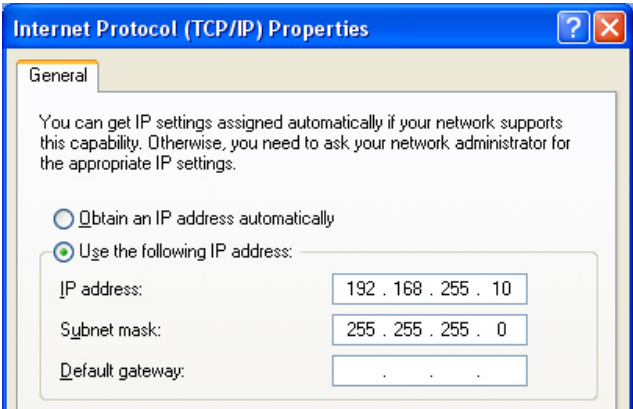 Internet Protocol (TCP/IP) Properties
General
You can get IP settings assigned automatically if your network supports
this capability. Otherwise, you need to ask your network administrator for
the appropriate IP settings.
Obtain an IP address automatically
Use the following IP address:
IP address: 192 . 168 . 255 . 10
Subnet mask: 255 . 255 . 255 . 0
Default gateway: . . .